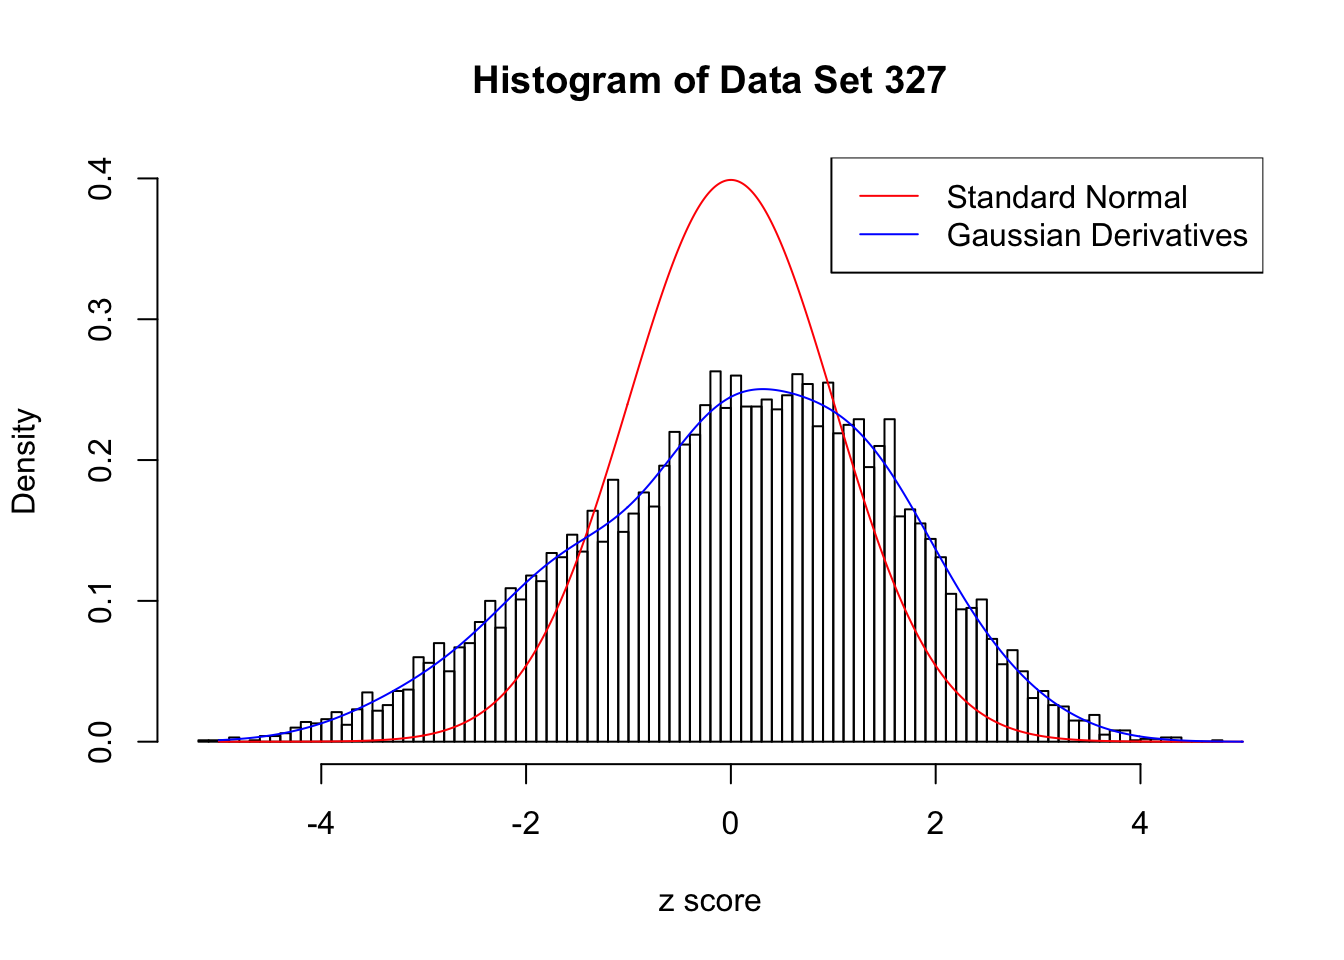 Histogram of Data Set 327
Standard Normal
Gaussian Derivatives
Density
0.0
0.1
0.2
0.3
0.4
-4
-2
0
2
4
z score